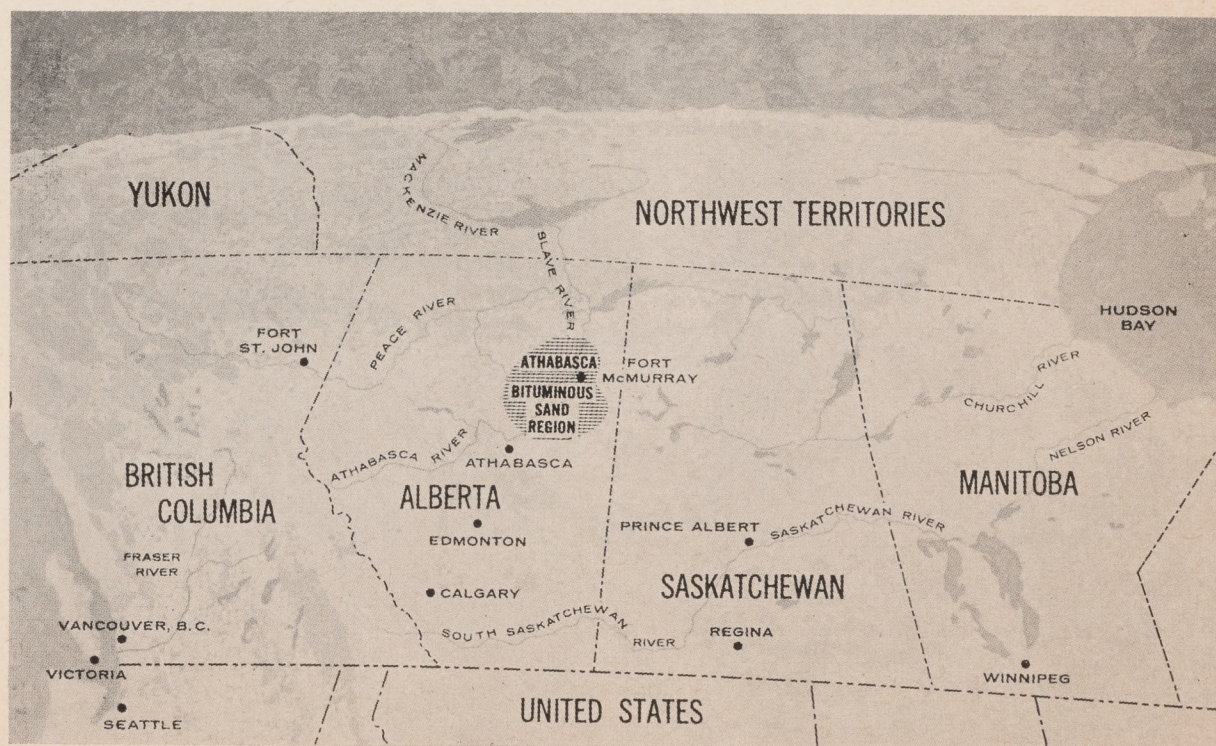 YUKON
MACKENZIE RIVER
NORTHWEST TERRITORIES
SLAVE RIVER
HUDSON
BAY
PEACE RIVER
FORT
ST. JOHN
ATHABASCA
BITUMINOUS
SAND
REGION
FORT
McMURRAY
CHURCHILL RIVER
NELSON RIVER
ATHABASCA RIVER
ATHABASCA
BRITISH
COLUMBIA
ALBERTA
MANITOBA
EDMONTON
PRINCE ALBERT
SASKATCHEWAN RIVER
FRASER
RIVER
CALGARY
SASKATCHEWAN
SOUTH SASKATCHEWAN RIVER
REGINA
VANCOUVER, B.C.
VICTORIA
WINNIPEG
SEATTLE
UNITED STATES